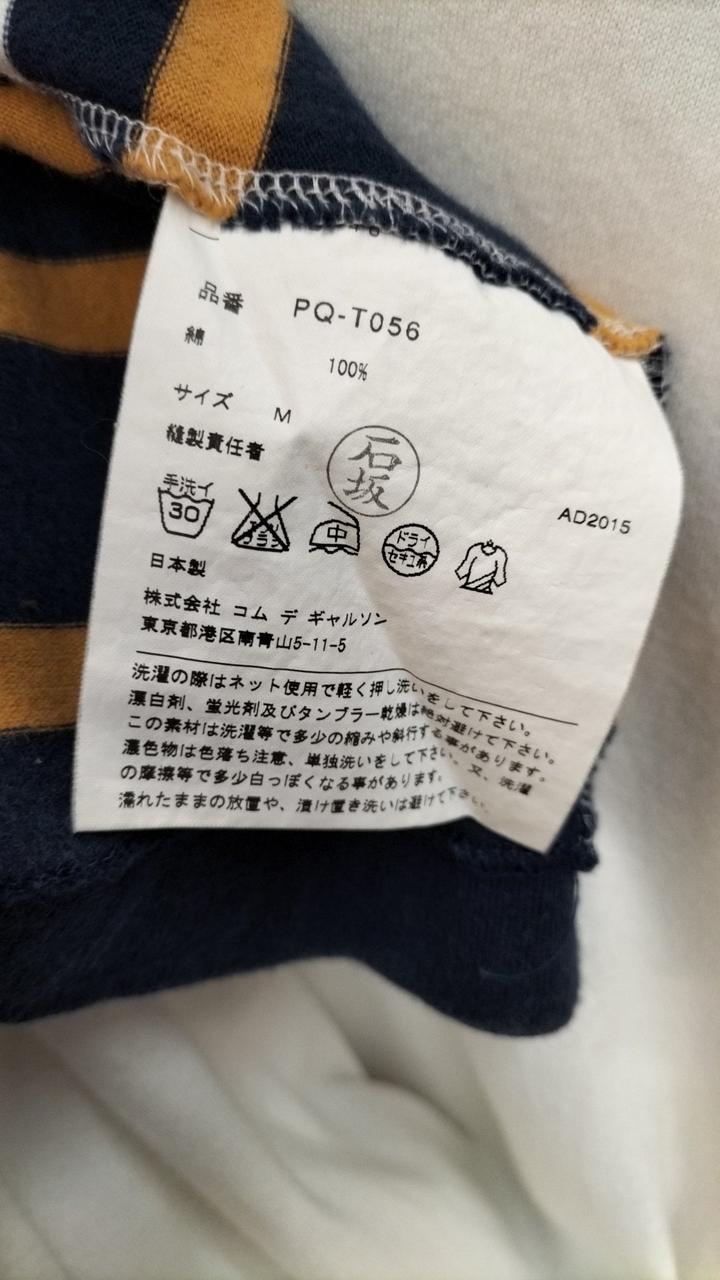 品番 PQ-T056
綿 100%
サイズ M
縫製責任者 石坂
AD2015
手洗イ 30 エンソサラシ 中 ドライ セキユ系
日本製
株式会社 コム デ ギャルソン
東京都港区南青山5-11-5
洗濯の際はネット使用で軽く押し洗いをして下さい。
漂白剤、蛍光剤及びタンブラー乾燥は絶対避けて下さい。
この素材は洗濯等で多少の縮みや斜行する事があります。
濃色物は色落ち注意、単独洗いをして下さい。又、洗濯
の摩擦等で多少白っぽくなる事があります。
濡れたままの放置や、漬け置き洗いは避けて下さい。